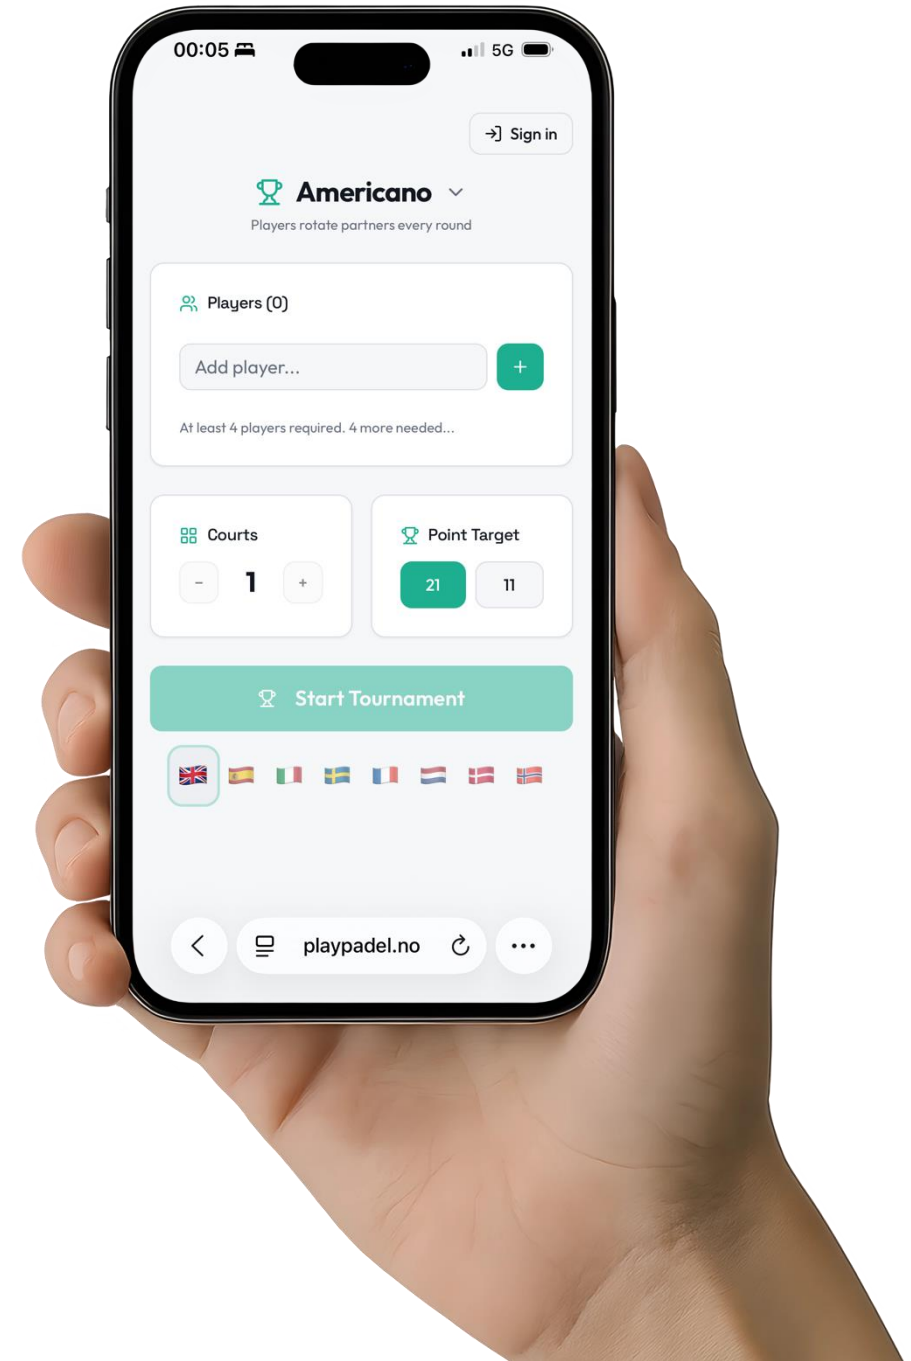 00:05
5G
Sign in
Americano
Players rotate partners every round
Players (0)
Add player...
+
At least 4 players required. 4 more needed...
Courts
Point Target
- 1 +
21
11
Start Tournament
playpadel.no